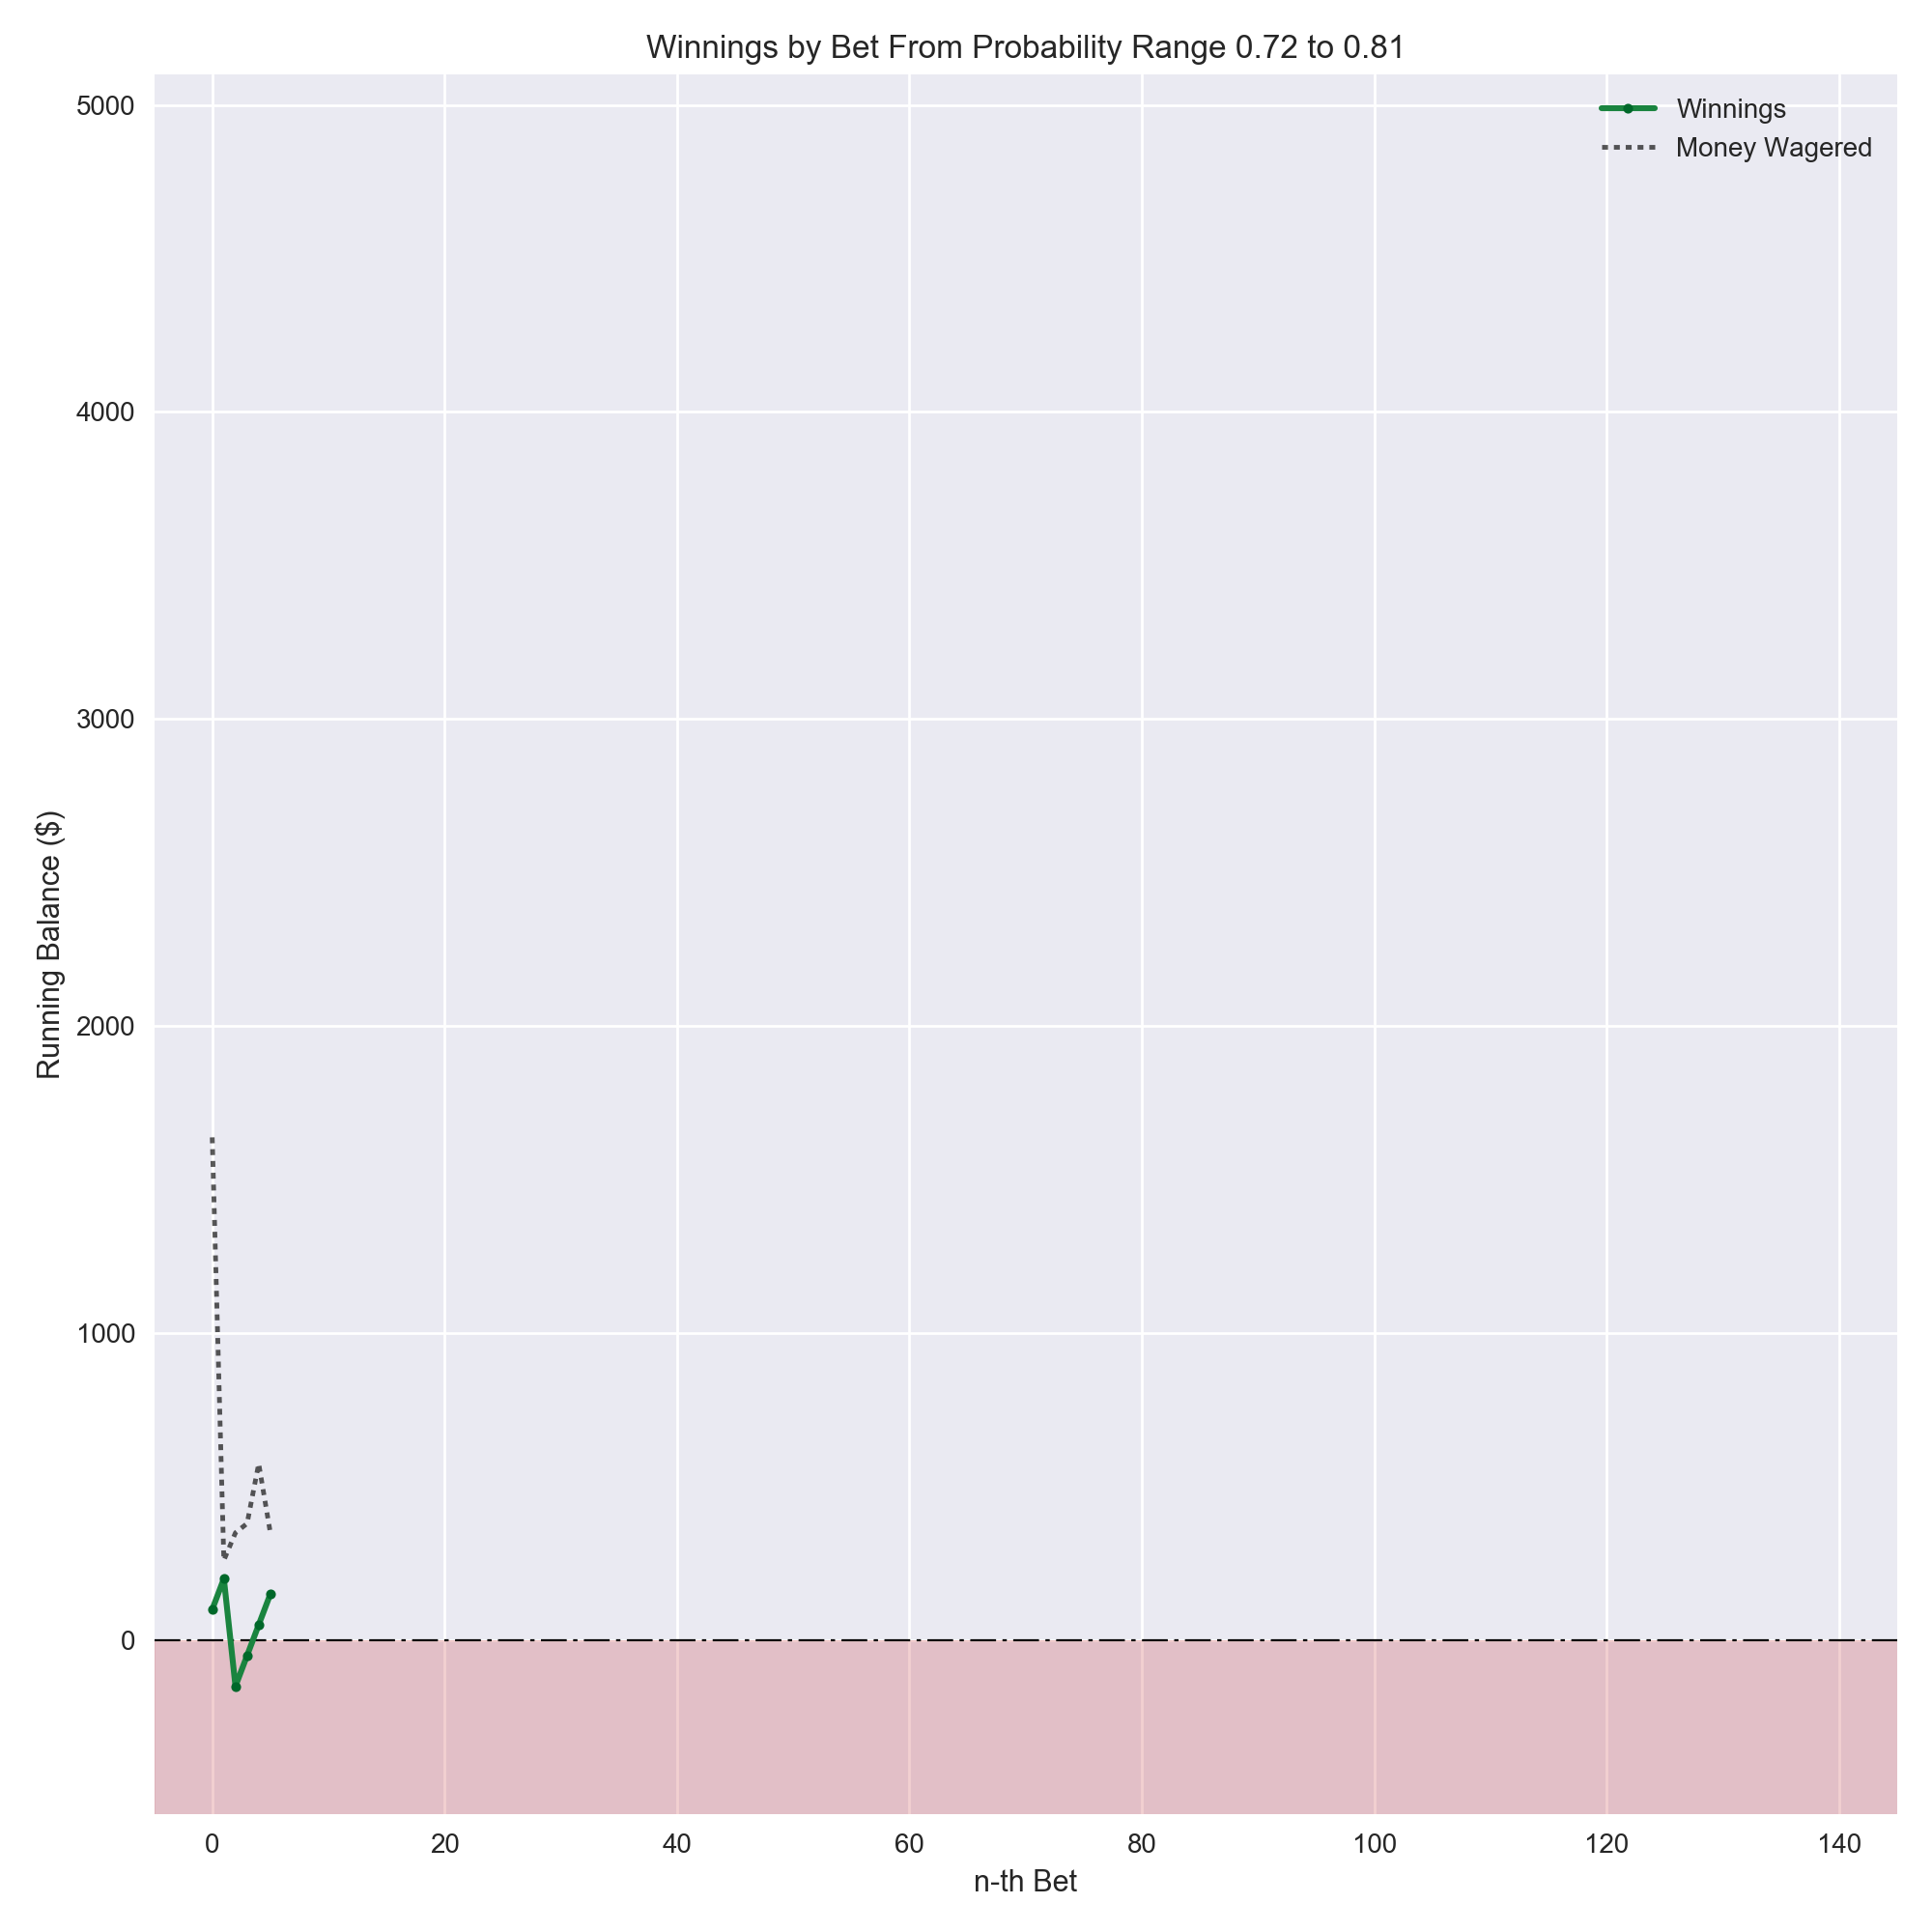 Winnings by Bet From Probability Range 0.72 to 0.81
Winnings
Money Wagered
5000
4000
3000
2000
1000
0
Running Balance ($)
0 20 40 60 80 100 120 140
n-th Bet